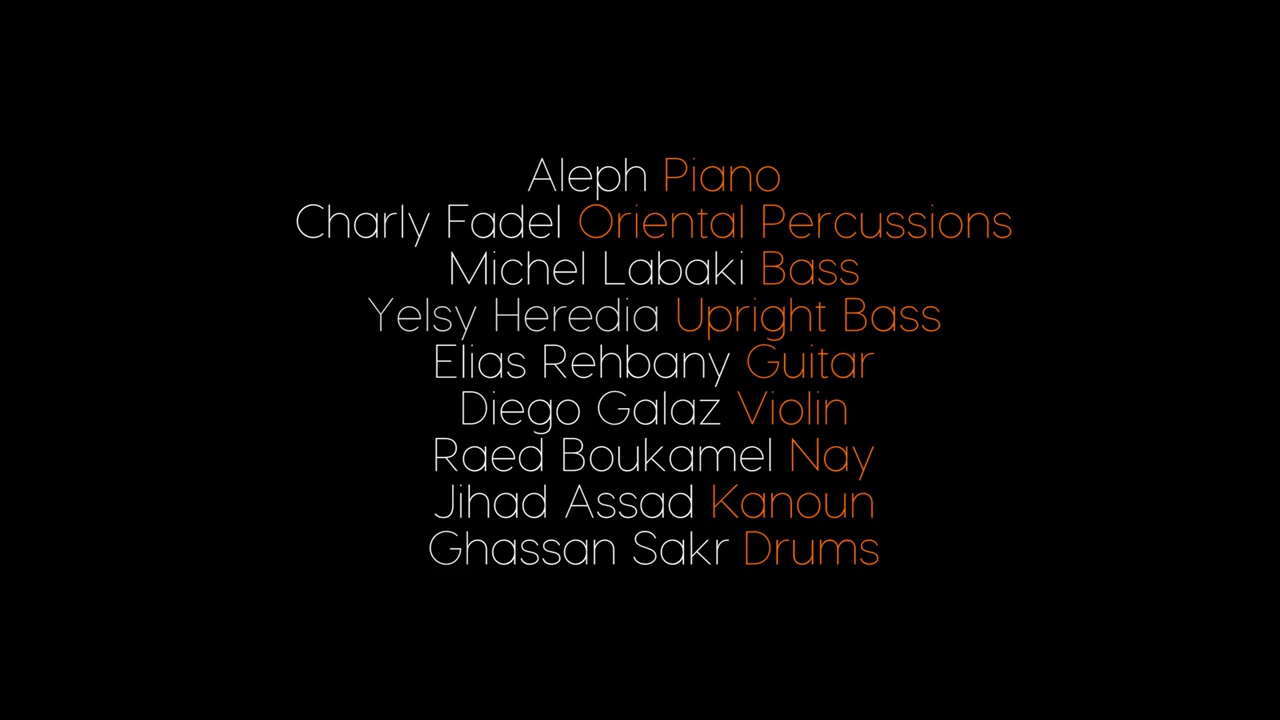 Aleph Piano
Charly Fadel Oriental Percussions
Michel Labaki Bass
Yelsy Heredia Upright Bass
Elias Rehbany Guitar
Diego Galaz Violin
Raed Boukamel Nay
Jihad Assad Kanoun
Ghassan Sakr Drums